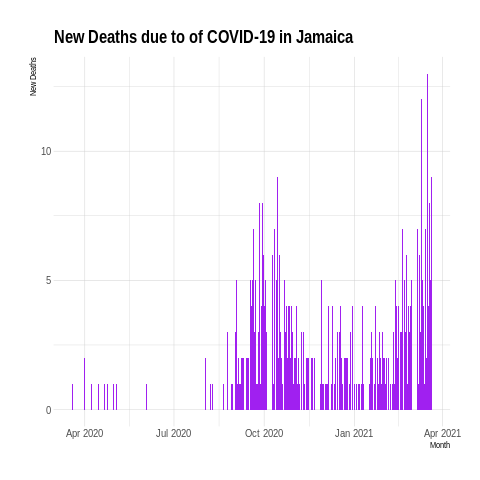 New Deaths due to of COVID-19 in Jamaica
New Deaths
10
5
0
Apr 2020 Jul 2020 Oct 2020 Jan 2021 Apr 2021
Month